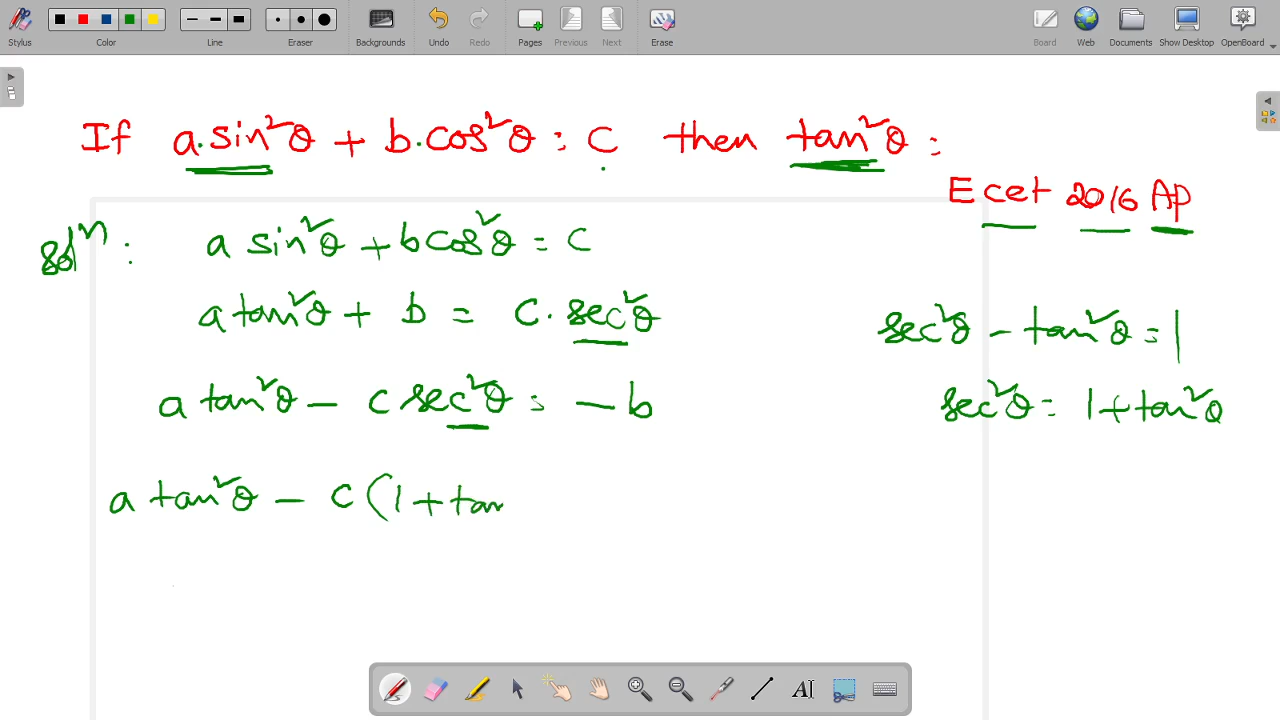 Stylus Color Line Eraser Backgrounds Undo Redo Pages Previous Next Erase Board Web Documents Show Desktop OpenBoard
If a·sin²θ + b·cos²θ = c then tan²θ =
Ecet 2016 Ap
solⁿ : a sin²θ + b cos²θ = c
a tan²θ + b = c·sec²θ
sec²θ - tan²θ = 1
a tan²θ - c sec²θ = - b
sec²θ = 1 + tan²θ
a tan²θ - c (1 + tan